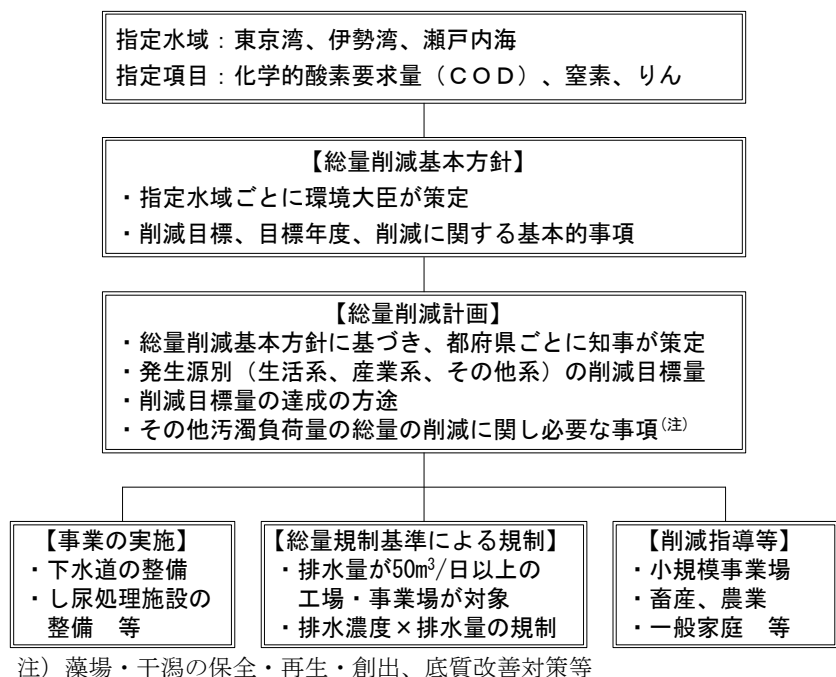 指定水域：東京湾、伊勢湾、瀬戸内海
指定項目：化学的酸素要求量（ＣＯＤ）、窒素、りん
【総量削減基本方針】
・指定水域ごとに環境大臣が策定
・削減目標、目標年度、削減に関する基本的事項
【総量削減計画】
・総量削減基本方針に基づき、都府県ごとに知事が策定
・発生源別（生活系、産業系、その他系）の削減目標量
・削減目標量の達成の方途
・その他汚濁負荷量の総量の削減に関し必要な事項(注)
【事業の実施】
・下水道の整備
・し尿処理施設の
整備　等
【総量規制基準による規制】
・排水量が50m³/日以上の
工場・事業場が対象
・排水濃度×排水量の規制
【削減指導等】
・小規模事業場
・畜産、農業
・一般家庭　等
注）藻場・干潟の保全・再生・創出、底質改善対策等